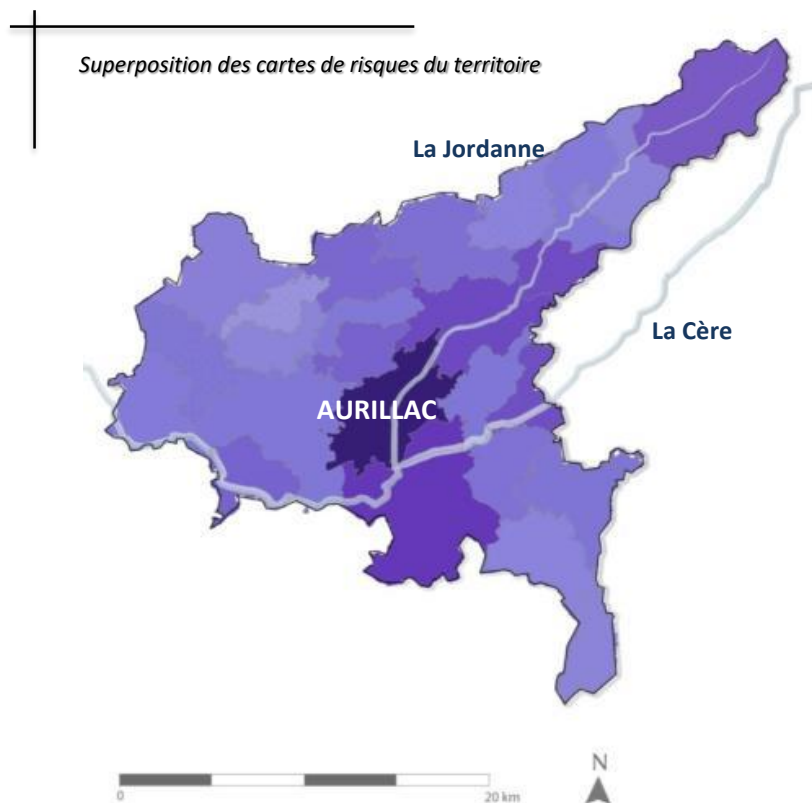 Superposition des cartes de risques du territoire
La Jordanne
La Cère
AURILLAC
N
0
20 km